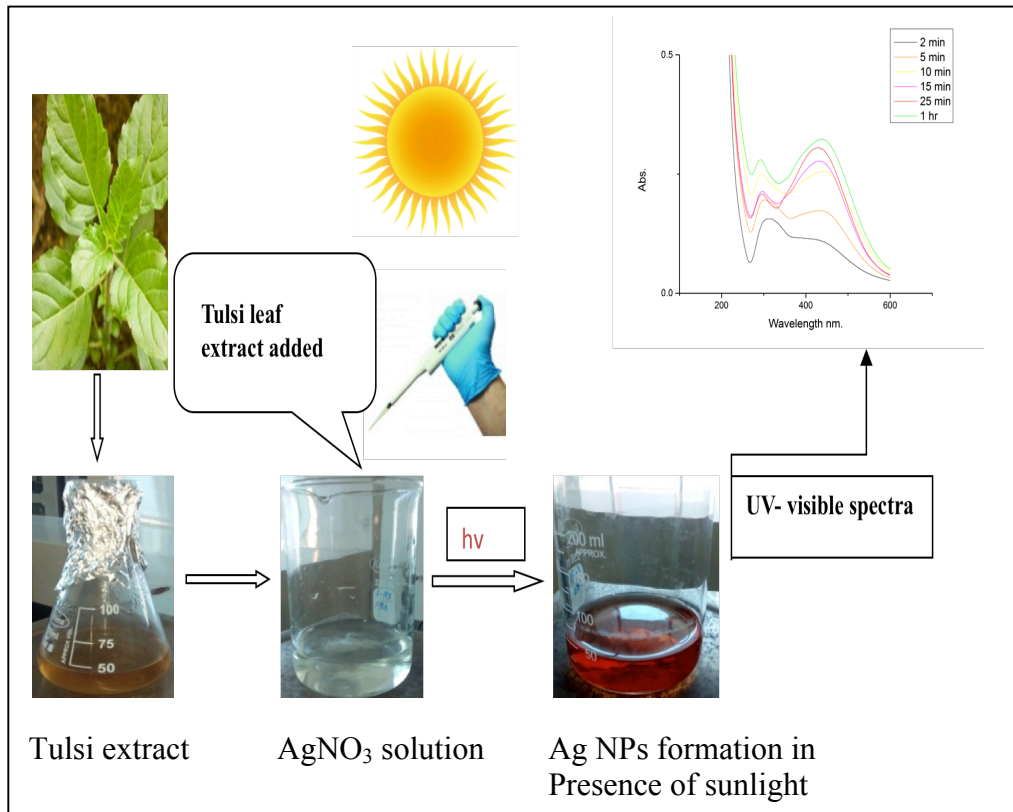 0.5
0.0
Abs.
2 min
5 min
10 min
15 min
25 min
1 hr
200
400
600
Wavelength nm.
Tulsi leaf
extract added
100
75
50
hv
200 ml
APPROX.
100
50
UV- visible spectra
Tulsi extract
AgNO₃ solution
Ag NPs formation in
Presence of sunlight